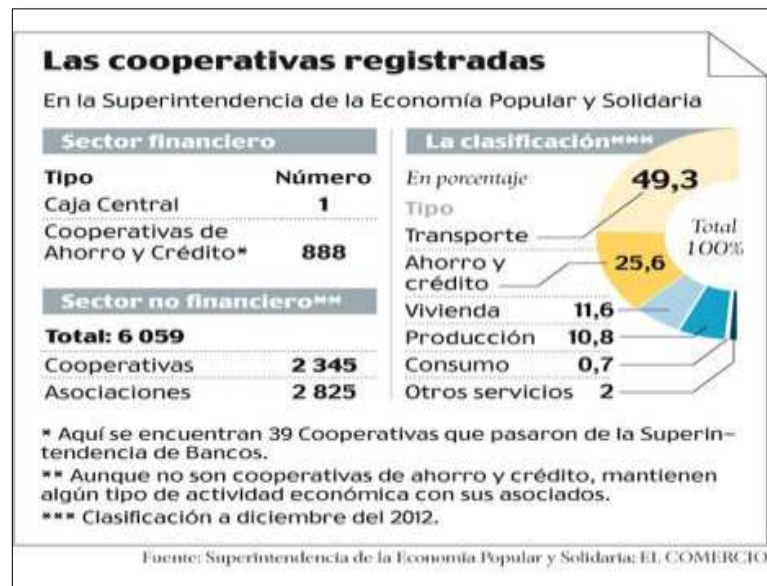 Las cooperativas registradas
En la Superintendencia de la Economía Popular y Solidaria
Sector financiero
Tipo Número
Caja Central 1
Cooperativas de
Ahorro y Crédito* 888
Sector no financiero**
Total: 6 059
Cooperativas 2 345
Asociaciones 2 825
La clasificación***
En porcentaje
Tipo
Transporte 49,3
Ahorro y
crédito 25,6
Vivienda 11,6
Producción 10,8
Consumo 0,7
Otros servicios 2
Total
100%
* Aquí se encuentran 39 Cooperativas que pasaron de la Superin-
tendencia de Bancos.
** Aunque no son cooperativas de ahorro y crédito, mantienen
algún tipo de actividad económica con sus asociados.
*** Clasificación a diciembre del 2012.
Fuente: Superintendencia de la Economía Popular y Solidaria; EL COMERCIO